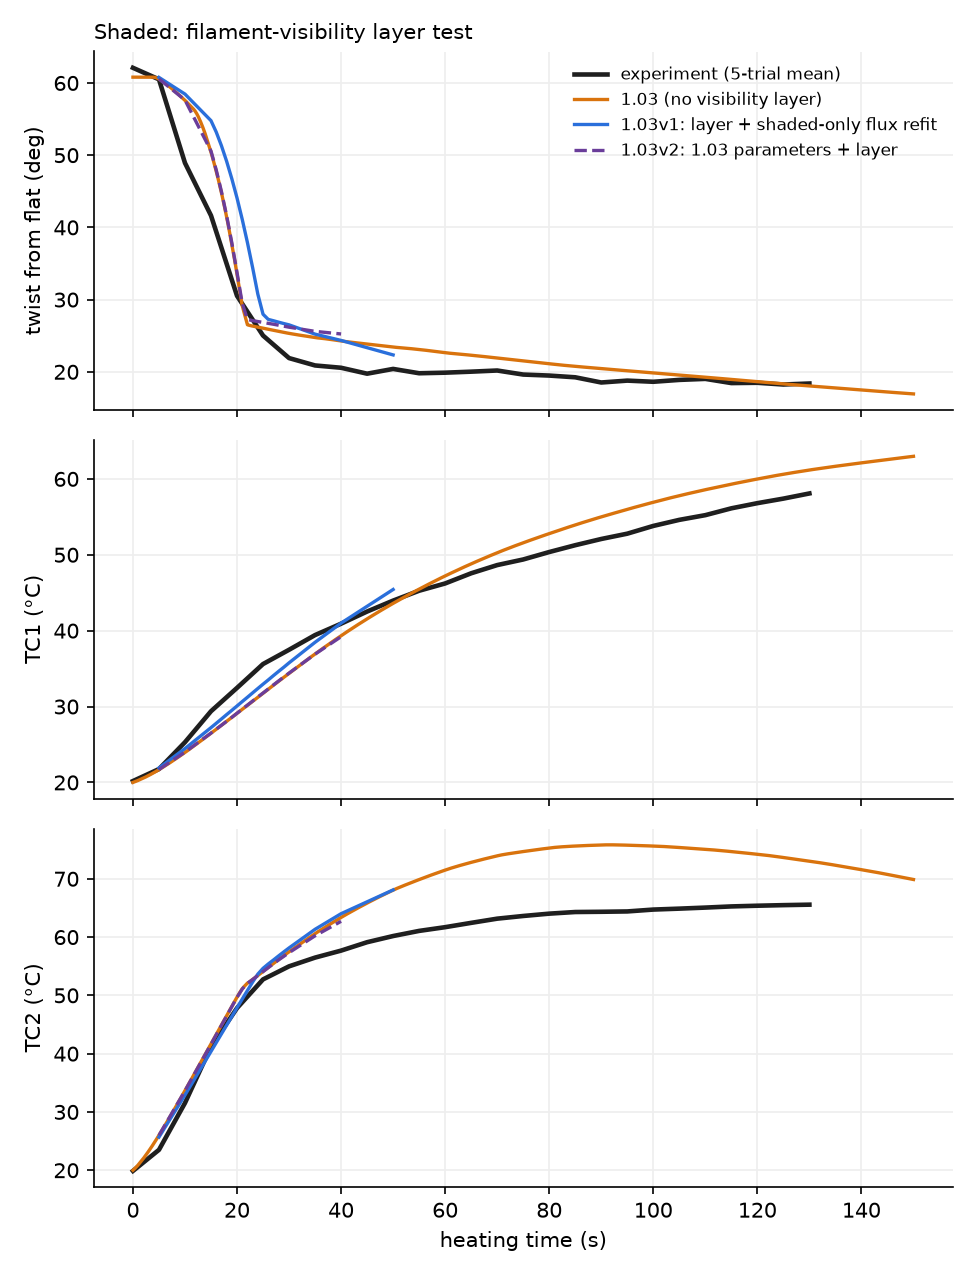 Shaded: filament-visibility layer test
experiment (5-trial mean)
1.03 (no visibility layer)
1.03v1: layer + shaded-only flux refit
1.03v2: 1.03 parameters + layer
twist from flat (deg)
60
50
40
30
20
TC1 (°C)
60
50
40
30
20
TC2 (°C)
70
60
50
40
30
20
0 20 40 60 80 100 120 140
heating time (s)